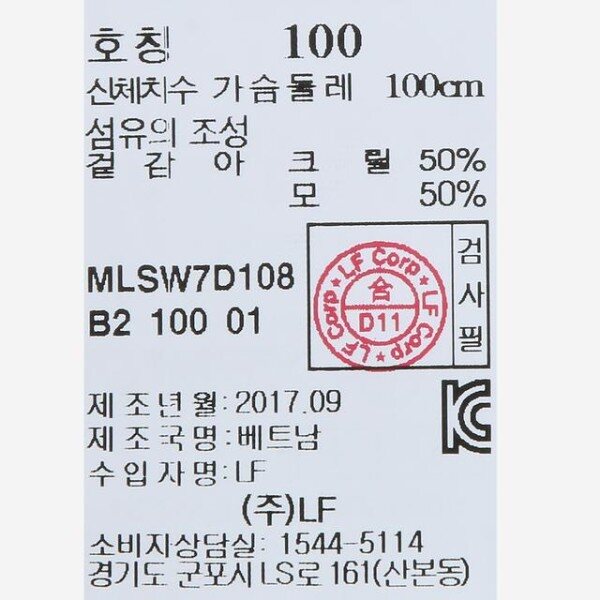 호칭 100
신체치수 가슴둘레 100cm
섬유의 조성
겉감 아크릴 50%
모 50%
MLSW7D108
B2 100 01
LF Corp ★ LF Corp ★ LF Corp ★
合
D11
검사필
제조년월:2017.09
제조국명:베트남
수입자명:LF
(주)LF
소비자상담실: 1544-5114
경기도 군포시 LS로 161(산본동)